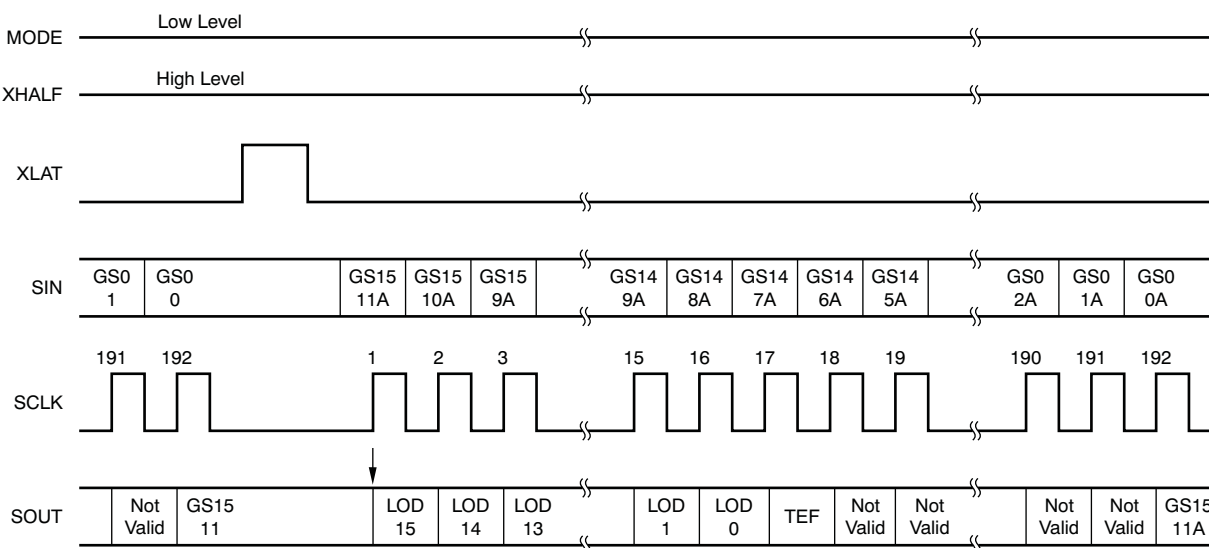 MODE Low Level
XHALF High Level
XLAT
SIN GS0 1 GS0 0 GS15 11A GS15 10A GS15 9A GS14 9A GS14 8A GS14 7A GS14 6A GS14 5A GS0 2A GS0 1A GS0 0A
191 192 1 2 3 15 16 17 18 19 190 191 192
SCLK
SOUT Not Valid GS15 11 LOD 15 LOD 14 LOD 13 LOD 1 LOD 0 TEF Not Valid Not Valid Not Valid Not Valid GS15 11A